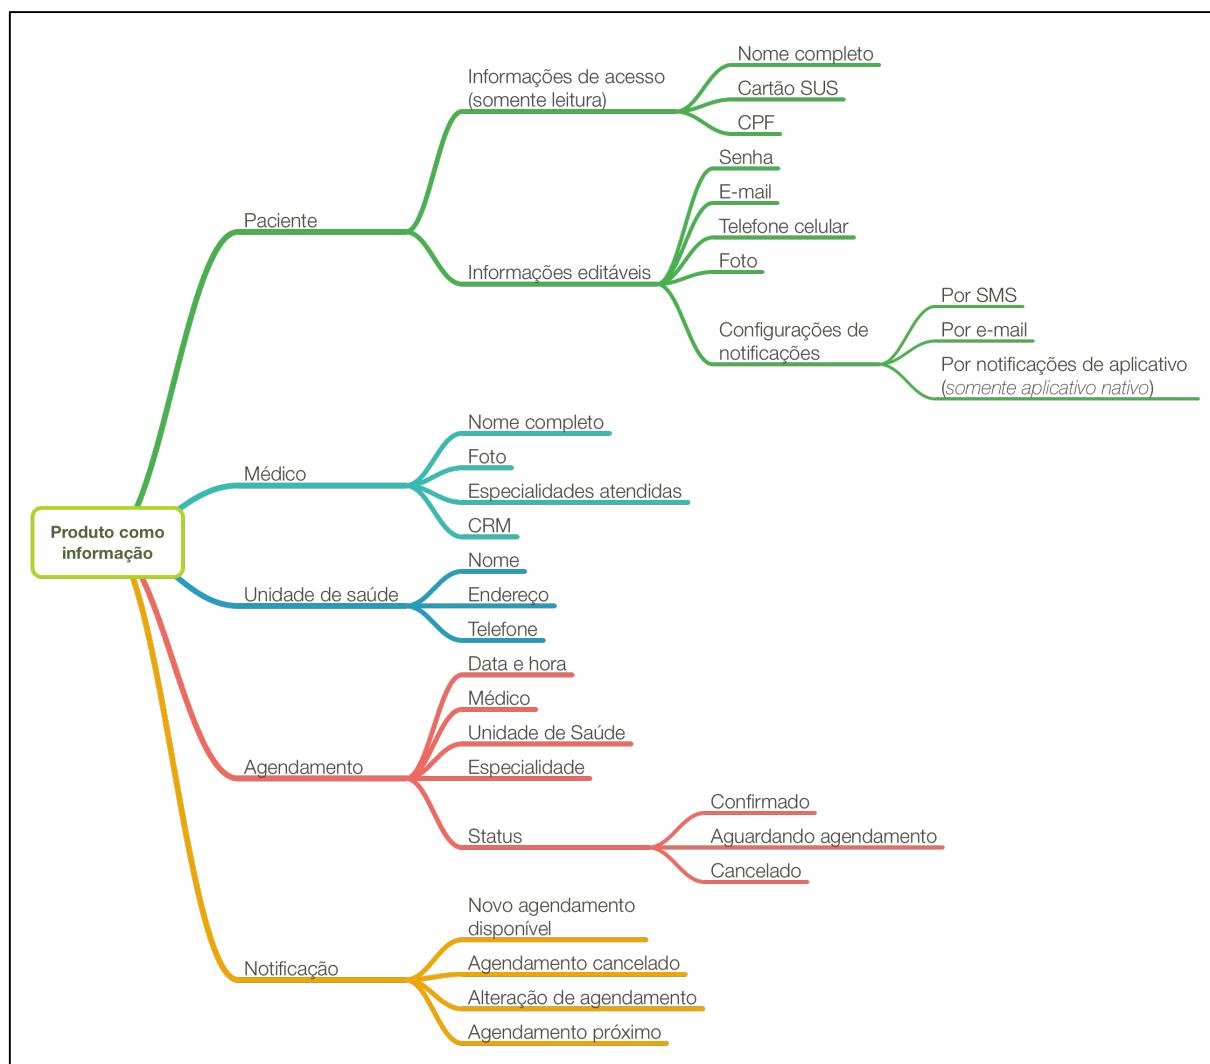 Produto como
informação
Paciente
Informações de acesso
(somente leitura)
Nome completo
Cartão SUS
CPF
Informações editáveis
Senha
E-mail
Telefone celular
Foto
Configurações de
notificações
Por SMS
Por e-mail
Por notificações de aplicativo
(somente aplicativo nativo)
Médico
Nome completo
Foto
Especialidades atendidas
CRM
Unidade de saúde
Nome
Endereço
Telefone
Agendamento
Data e hora
Médico
Unidade de Saúde
Especialidade
Status
Confirmado
Aguardando agendamento
Cancelado
Notificação
Novo agendamento
disponível
Agendamento cancelado
Alteração de agendamento
Agendamento próximo